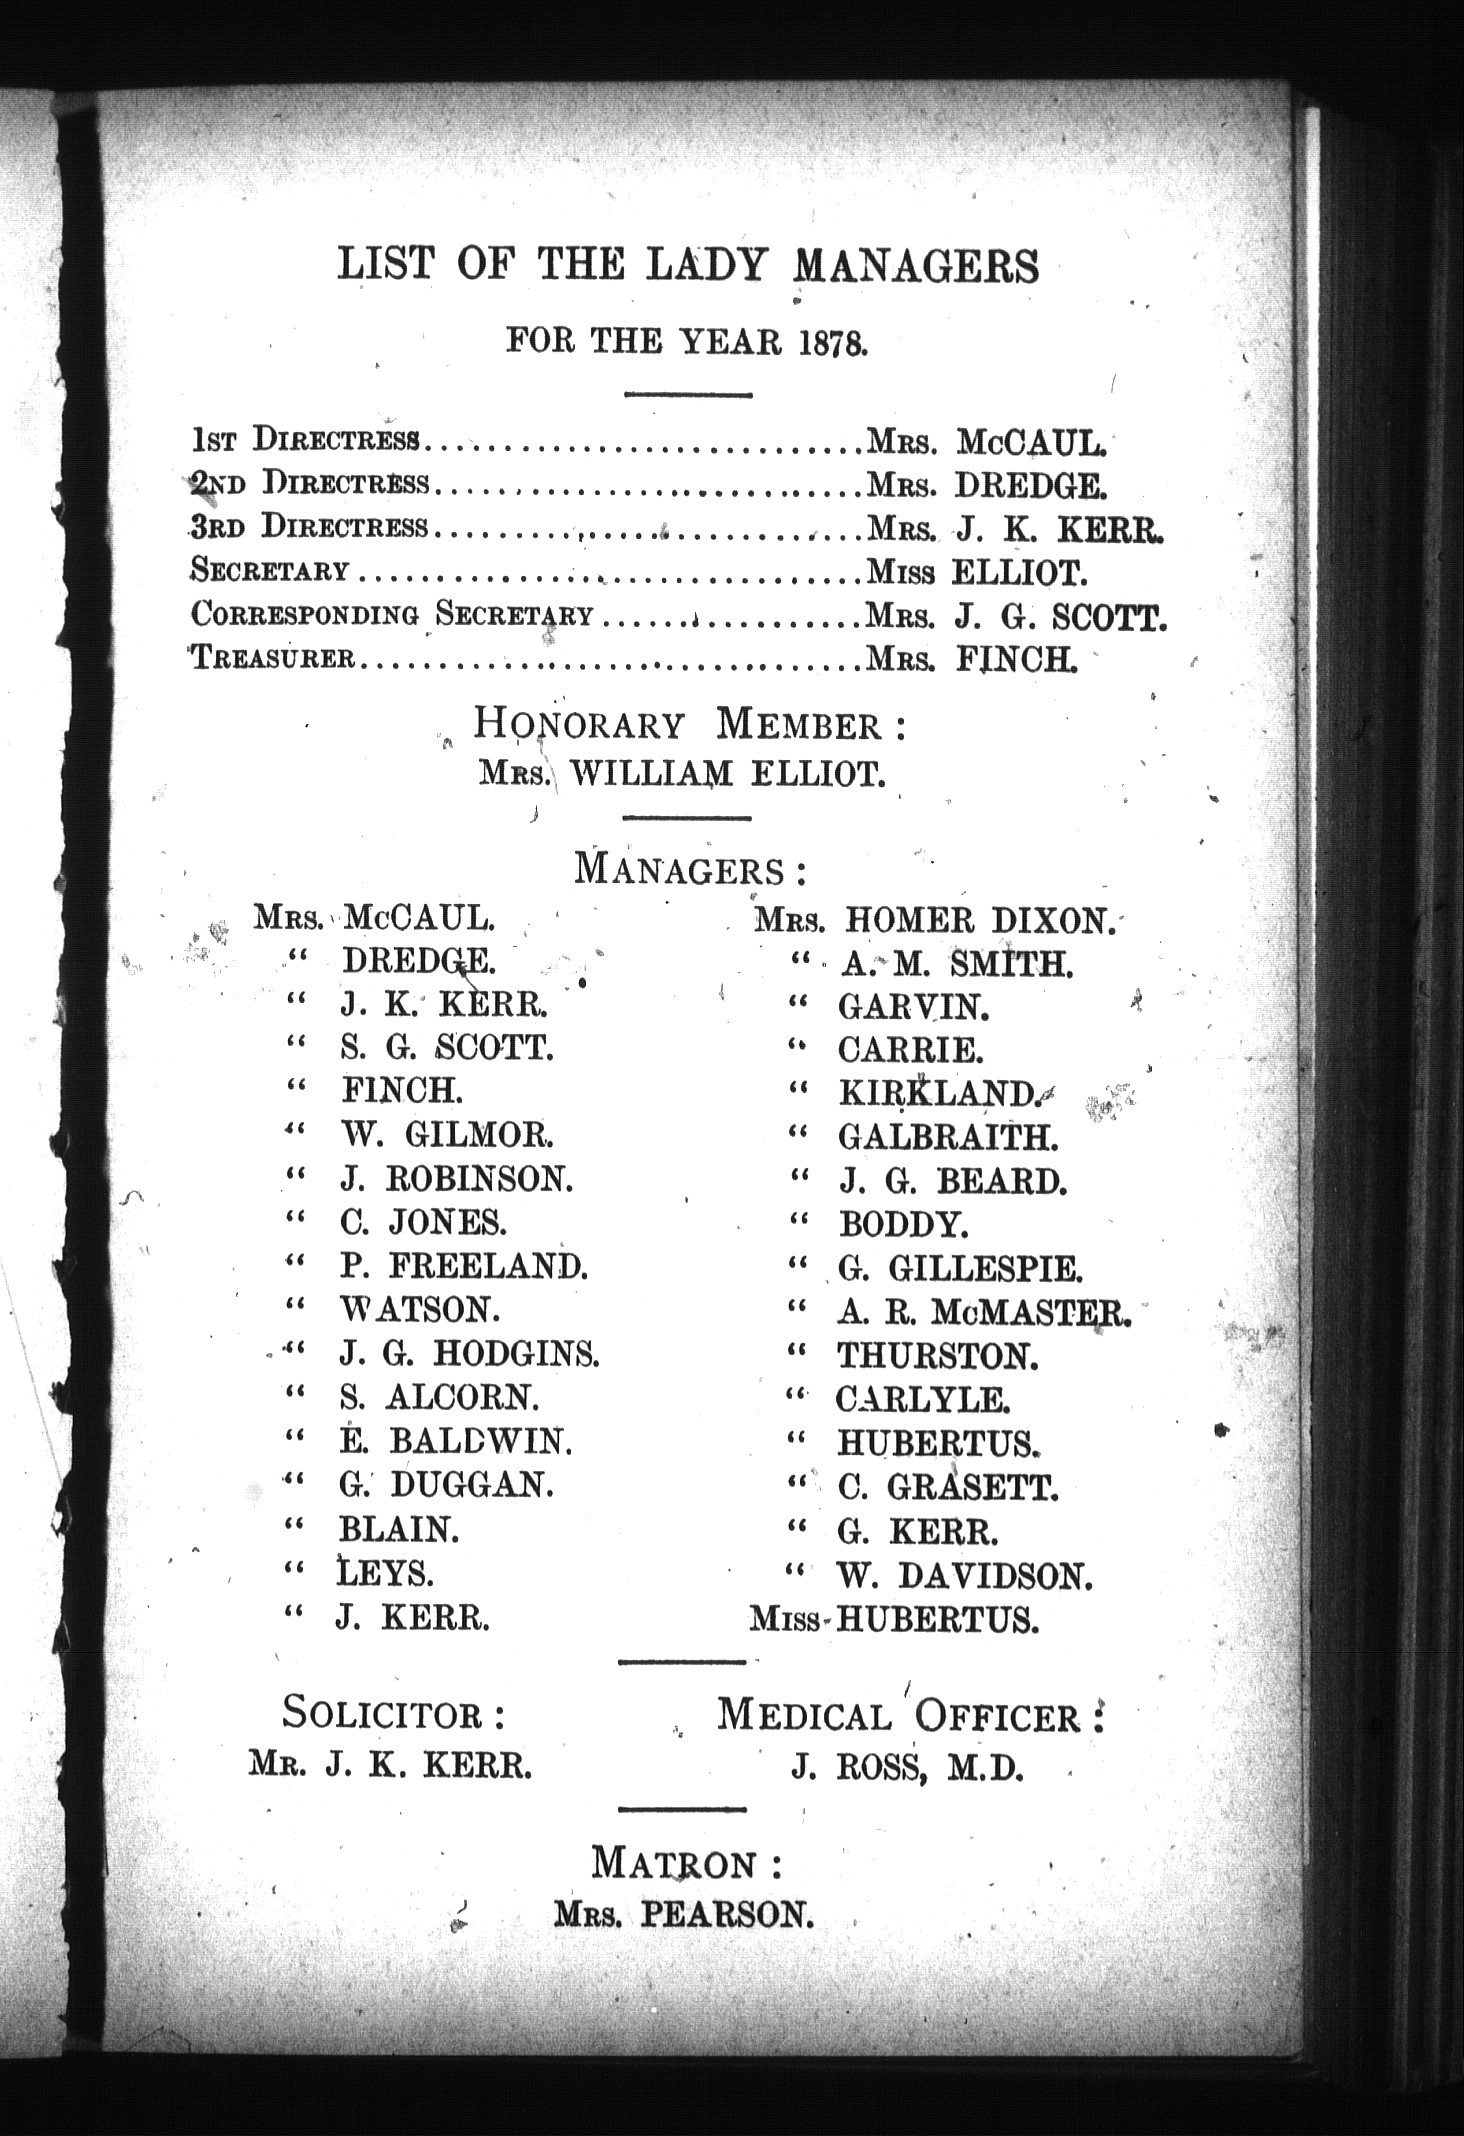 LIST OF THE LADY MANAGERS
FOR THE YEAR 1878.
1ST DIRECTRESS............................MRS. McCAUL.
2ND DIRECTRESS............................MRS. DREDGE.
3RD DIRECTRESS............................MRS. J. K. KERR.
SECRETARY................................MISS ELLIOT.
CORRESPONDING SECRETARY.................MRS. J. G. SCOTT.
TREASURER................................MRS. FINCH.
HONORARY MEMBER:
MRS. WILLIAM ELLIOT.
MANAGERS:
MRS. McCAUL.
“ DREDGE.
“ J. K. KERR.
“ S. G. SCOTT.
“ FINCH.
“ W. GILMOR.
“ J. ROBINSON.
“ C. JONES.
“ P. FREELAND.
“ WATSON.
“ J. G. HODGINS.
“ S. ALCORN.
“ E. BALDWIN.
“ G. DUGGAN.
“ BLAIN.
“ LEYS.
“ J. KERR.
MRS. HOMER DIXON.
“ A. M. SMITH.
“ GARVIN.
“ CARRIE.
“ KIRKLAND.
“ GALBRAITH.
“ J. G. BEARD.
“ BODDY.
“ G. GILLESPIE.
“ A. R. McMASTER.
“ THURSTON.
“ CARLYLE.
“ HUBERTUS.
“ C. GRASETT.
“ G. KERR.
“ W. DAVIDSON.
MISS HUBERTUS.
SOLICITOR:
MR. J. K. KERR.
MEDICAL OFFICER:
J. ROSS, M.D.
MATRON:
MRS. PEARSON.